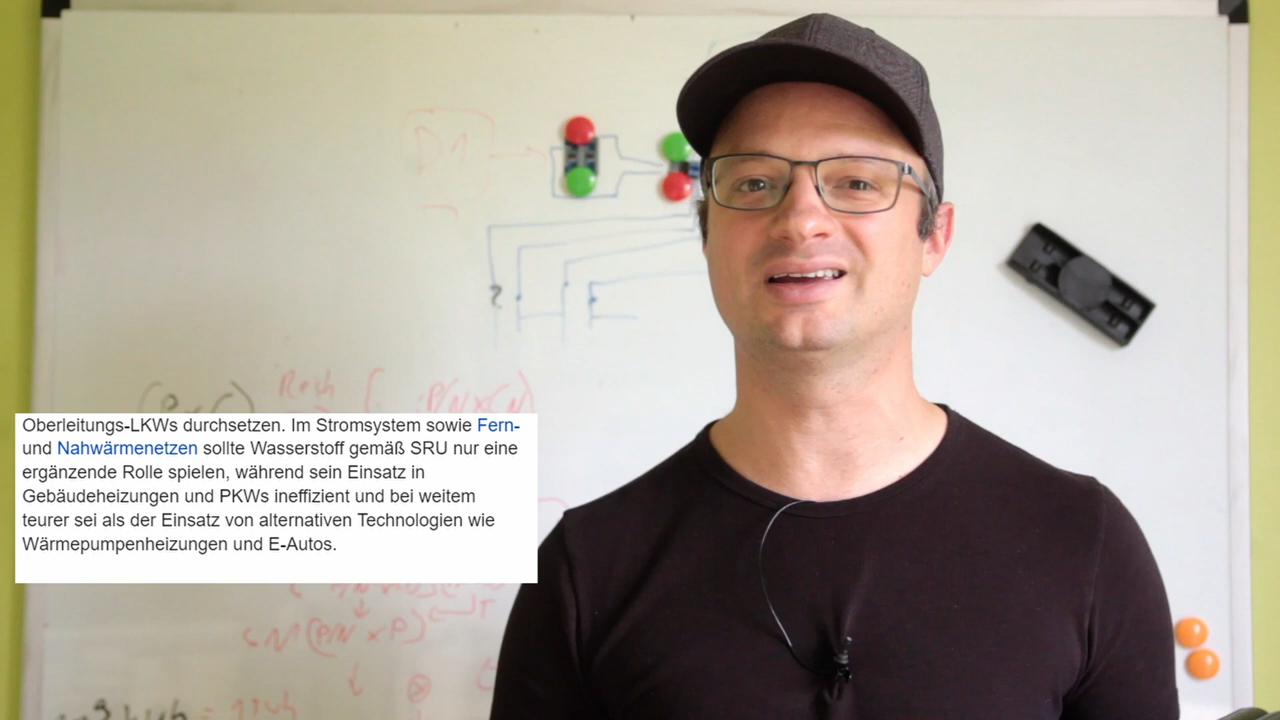 D1
?
Oberleitungs-LKWs durchsetzen. Im Stromsystem sowie Fern-
und Nahwärmenetzen sollte Wasserstoff gemäß SRU nur eine
ergänzende Rolle spielen, während sein Einsatz in
Gebäudeheizungen und PKWs ineffizient und bei weitem
teurer sei als der Einsatz von alternativen Technologien wie
Wärmepumpenheizungen und E-Autos.